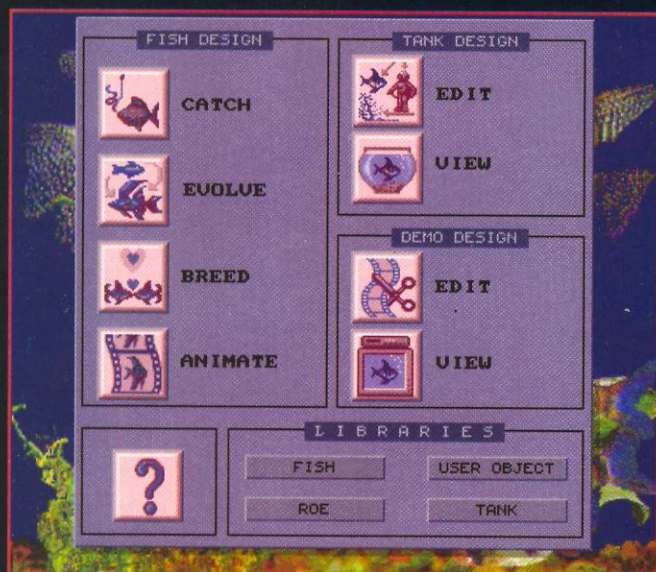 FISH DESIGN
CATCH
EVOLVE
BREED
ANIMATE
TANK DESIGN
EDIT
VIEW
DEMO DESIGN
EDIT
VIEW
?
LIBRARIES
FISH
USER OBJECT
ROE
TANK